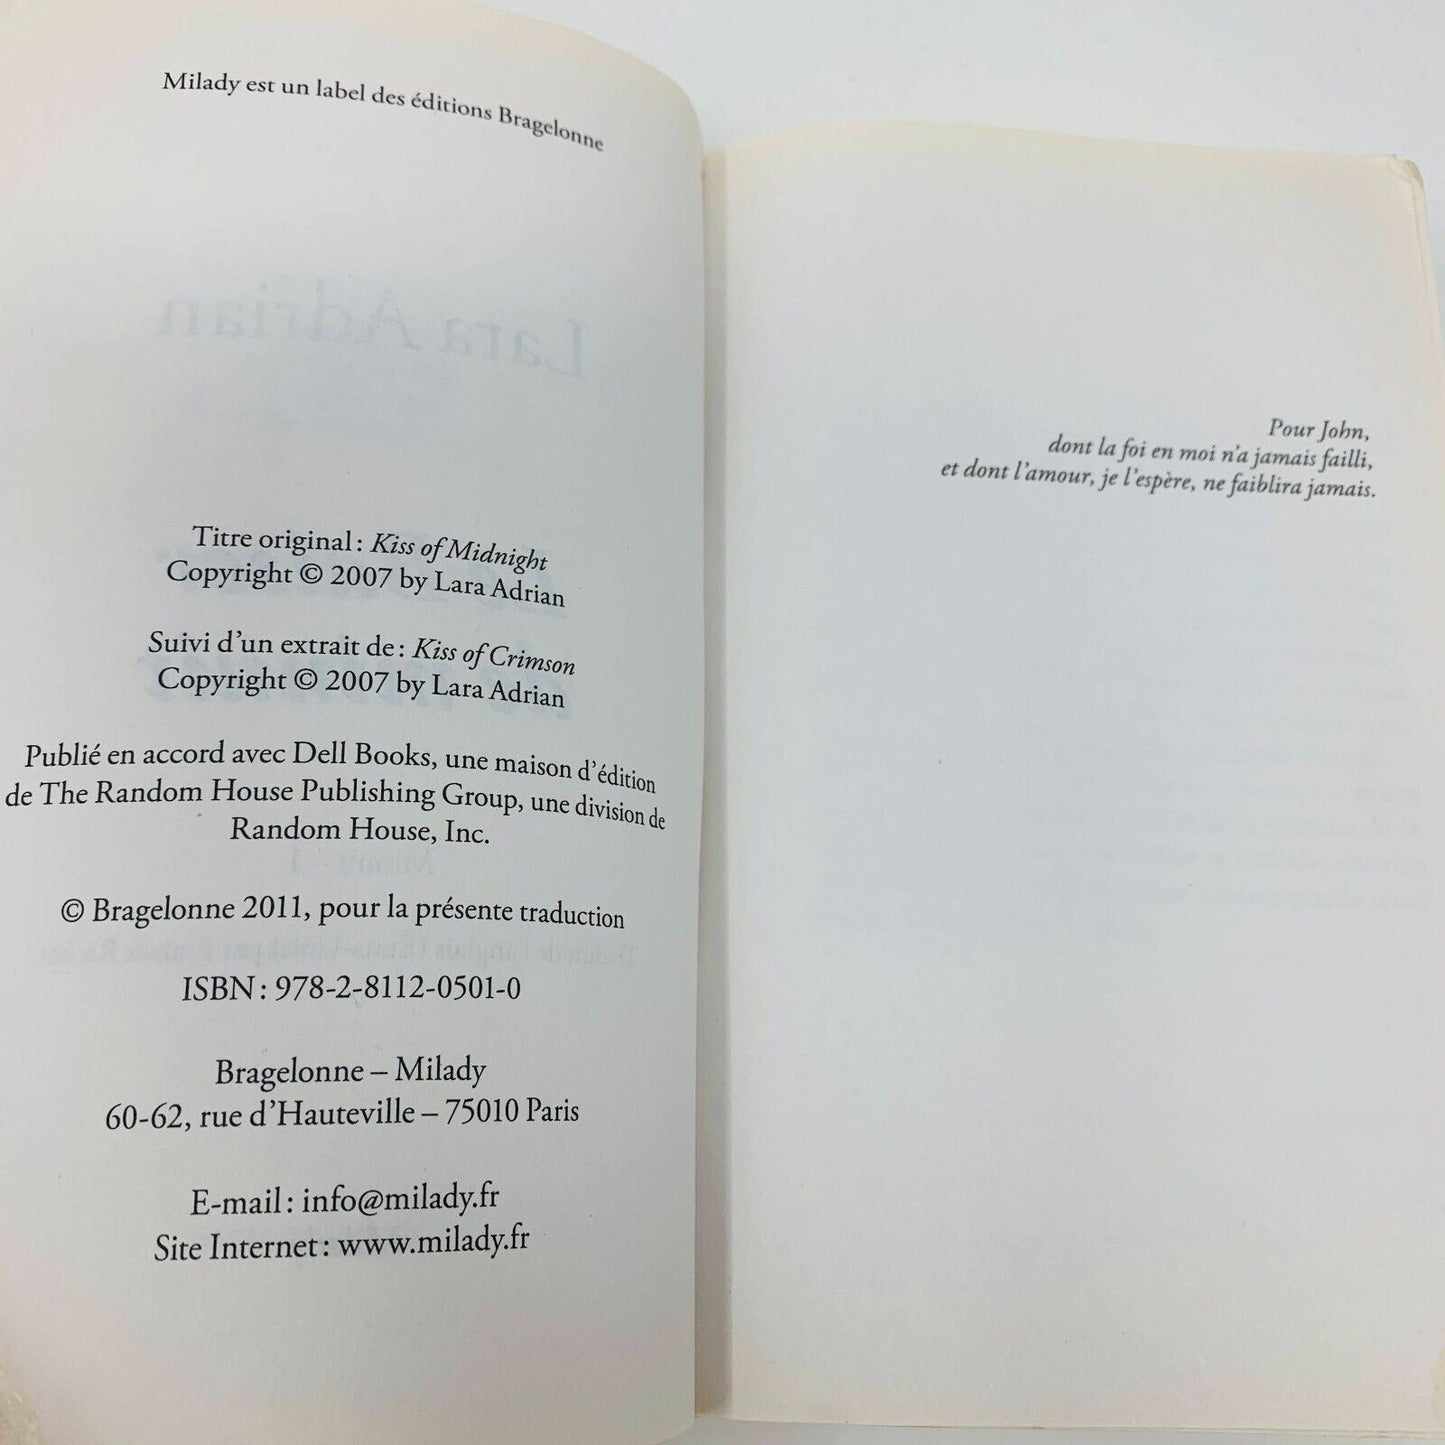 Milady est un label des éditions Bragelonne
Lara Adrian
Titre original : Kiss of Midnight
Copyright © 2007 by Lara Adrian
Suivi d'un extrait de : Kiss of Crimson
Copyright © 2007 by Lara Adrian
Publié en accord avec Dell Books, une maison d'édition
de The Random House Publishing Group, une division de
Random House, Inc.
© Bragelonne 2011, pour la présente traduction
ISBN : 978-2-8112-0501-0
Bragelonne – Milady
60-62, rue d'Hauteville – 75010 Paris
E-mail : info@milady.fr
Site Internet : www.milady.fr
Pour John,
dont la foi en moi n'a jamais failli,
et dont l'amour, je l'espère, ne faiblira jamais.